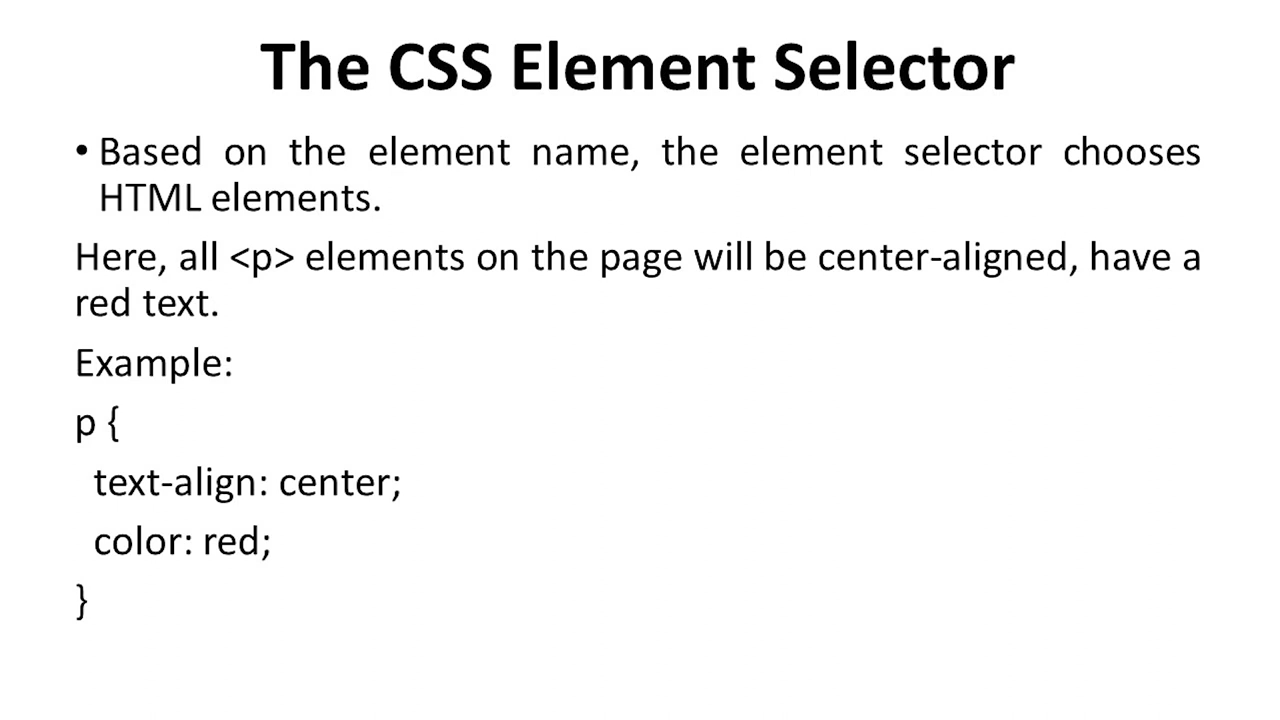 The CSS Element Selector
• Based on the element name, the element selector chooses
HTML elements.
Here, all <p> elements on the page will be center-aligned, have a
red text.
Example:
p {
text-align: center;
color: red;
}